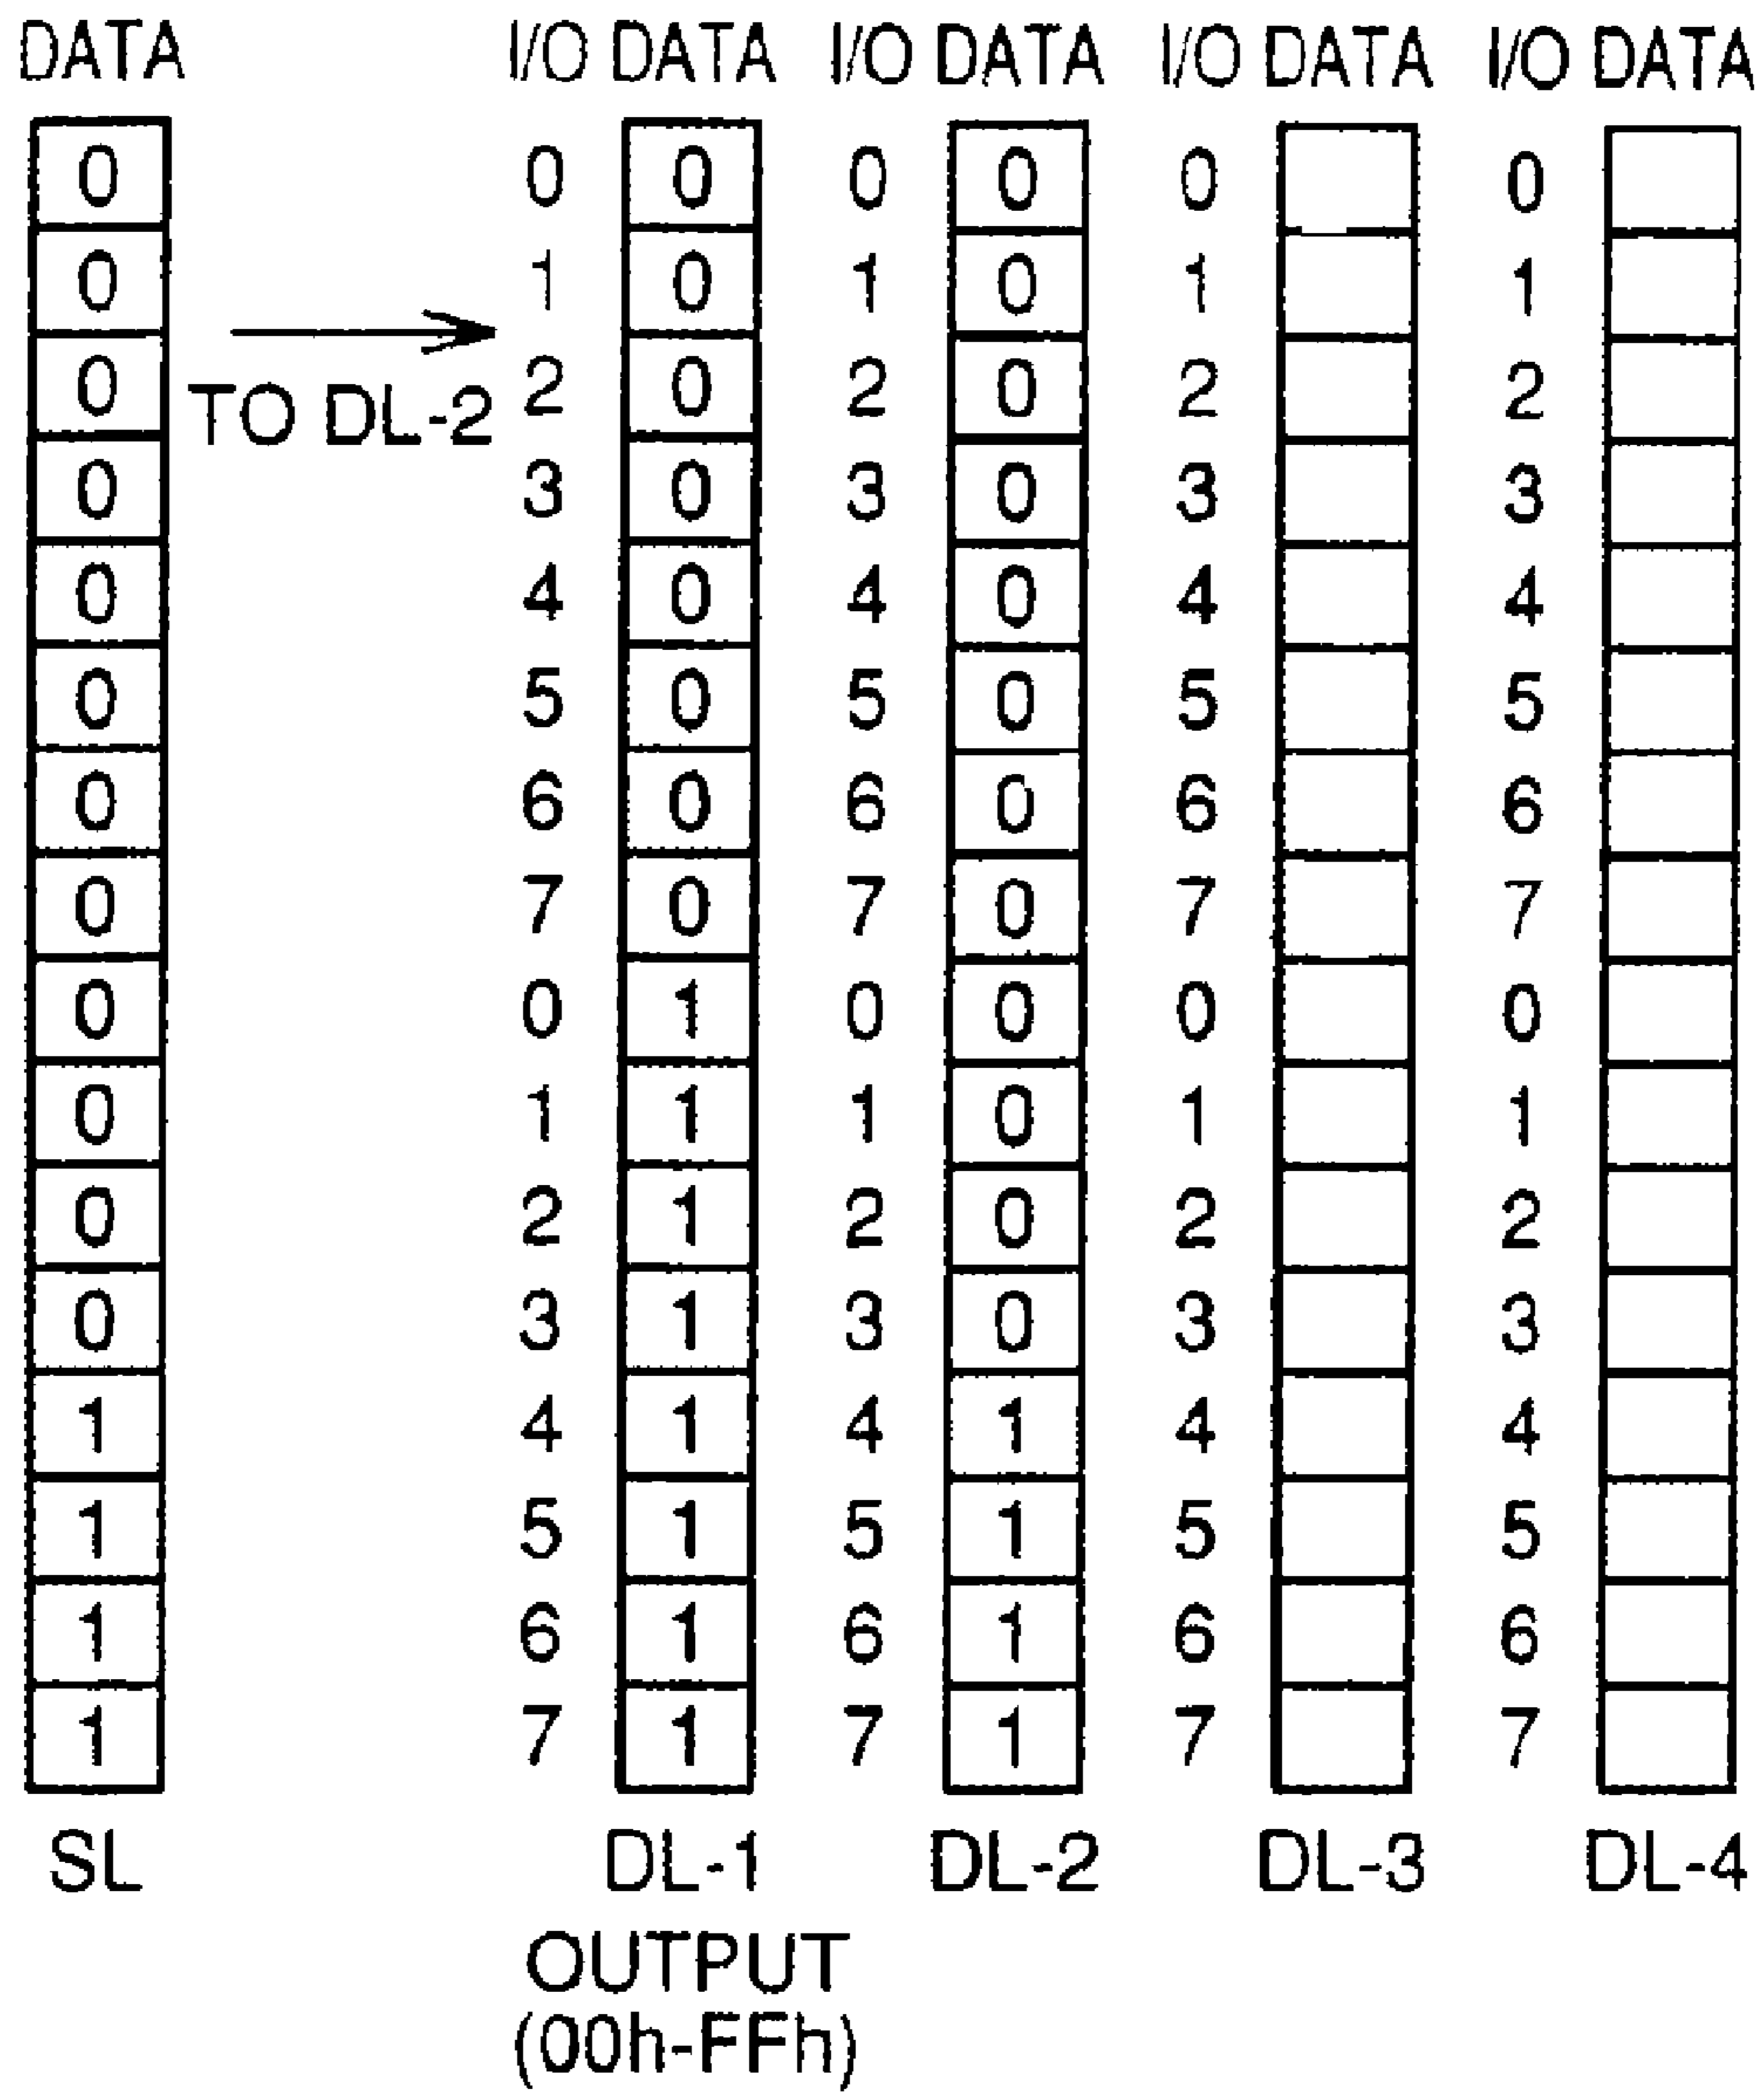 DATA I/O DATA I/O DATA I/O DATA I/O DATA
0 0 0 0 0 0 0
0 1 0 1 0 1 1
TO DL-2
0 2 0 2 0 2 2
0 3 0 3 0 3 3
0 4 0 4 0 4 4
0 5 0 5 0 5 5
0 6 0 6 0 6 6
0 7 0 7 0 7 7
0 0 1 0 0 0 0
0 1 1 1 0 1 1
0 2 1 2 0 2 2
0 3 1 3 0 3 3
1 4 1 4 1 4 4
1 5 1 5 1 5 5
1 6 1 6 1 6 6
1 7 1 7 1 7 7
SL DL-1 DL-2 DL-3 DL-4
OUTPUT
(00h-FFh)